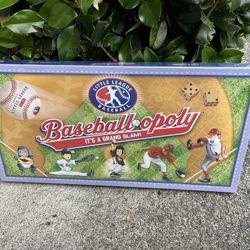 LITTLE LEAGUE
BASEBALL
Baseball-opoly
IT'S A GRAND SLAM!